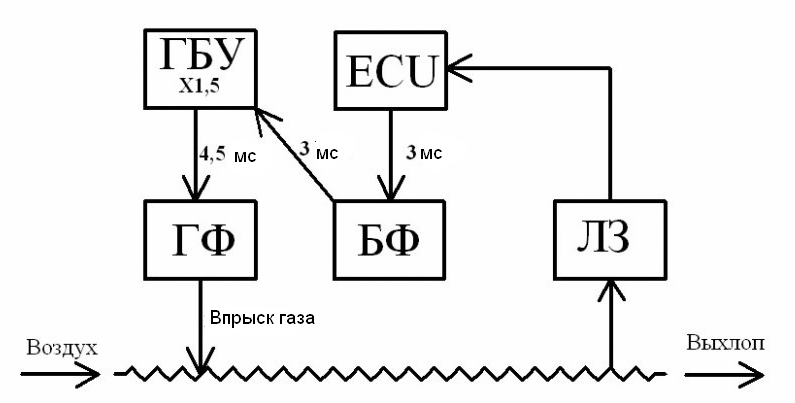 ГБУ
X1,5
ECU
4,5 мс
3 мс
3 мс
ГФ
БФ
ЛЗ
Впрыск газа
Воздух
Выхлоп